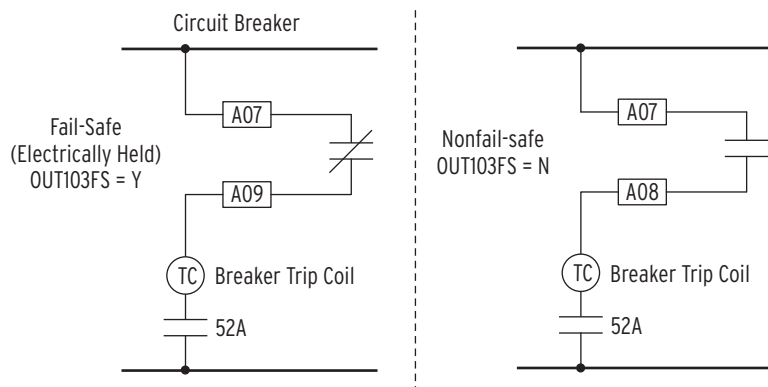 Circuit Breaker
A07
Fail-Safe
(Electrically Held)
OUT103FS = Y
A09
TC
Breaker Trip Coil
52A
A07
Nonfail-safe
OUT103FS = N
A08
TC
Breaker Trip Coil
52A